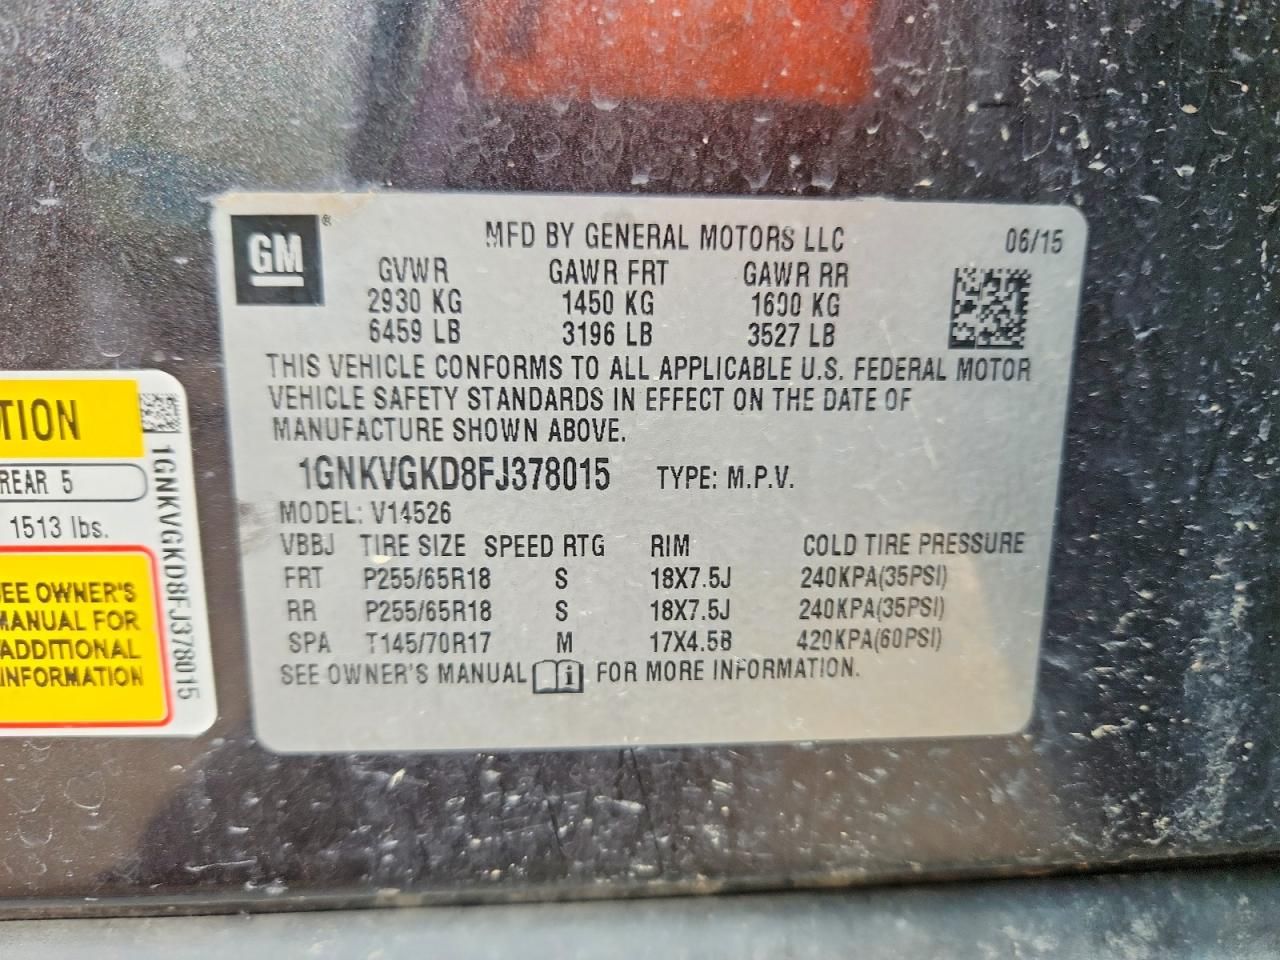 GM ®
MFD BY GENERAL MOTORS LLC 06/15
GVWR GAWR FRT GAWR RR
2930 KG 1450 KG 1600 KG
6459 LB 3196 LB 3527 LB
THIS VEHICLE CONFORMS TO ALL APPLICABLE U.S. FEDERAL MOTOR
VEHICLE SAFETY STANDARDS IN EFFECT ON THE DATE OF
MANUFACTURE SHOWN ABOVE.
1GNKVGKD8FJ378015 TYPE: M.P.V.
MODEL: V14526
VBBJ TIRE SIZE SPEED RTG RIM COLD TIRE PRESSURE
FRT P255/65R18 S 18X7.5J 240KPA(35PSI)
RR P255/65R18 S 18X7.5J 240KPA(35PSI)
SPA T145/70R17 M 17X4.5B 420KPA(60PSI)
SEE OWNER'S MANUAL FOR MORE INFORMATION.
TION
REAR 5
1513 lbs.
EE OWNER'S
MANUAL FOR
ADDITIONAL
INFORMATION
1GNKVGKD8FJ378015